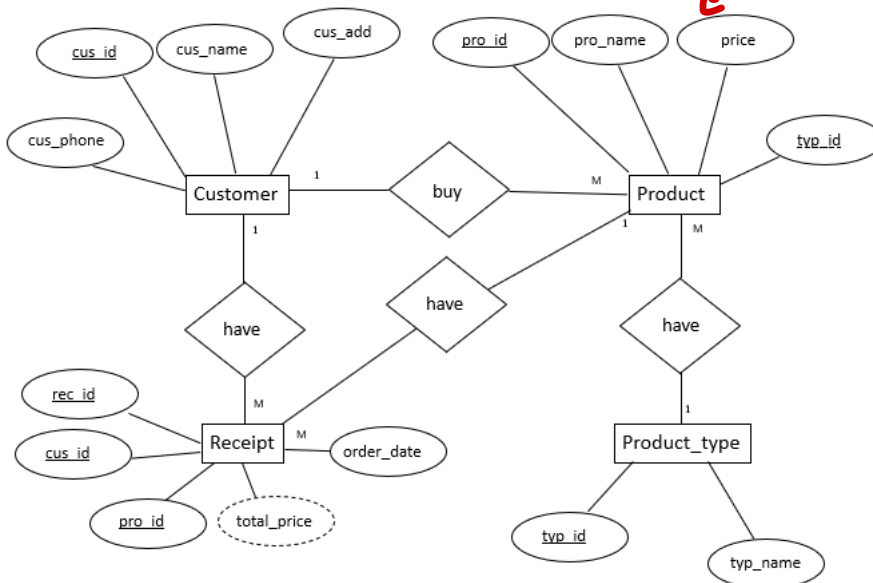 cus_add
cus_id
cus_name
pro_id
pro_name
price
cus_phone
typ_id
Customer
1
buy
M
Product
1
1
M
have
have
have
rec_id
M
M
1
cus_id
Receipt
order_date
Product_type
pro_id
total_price
typ_id
typ_name